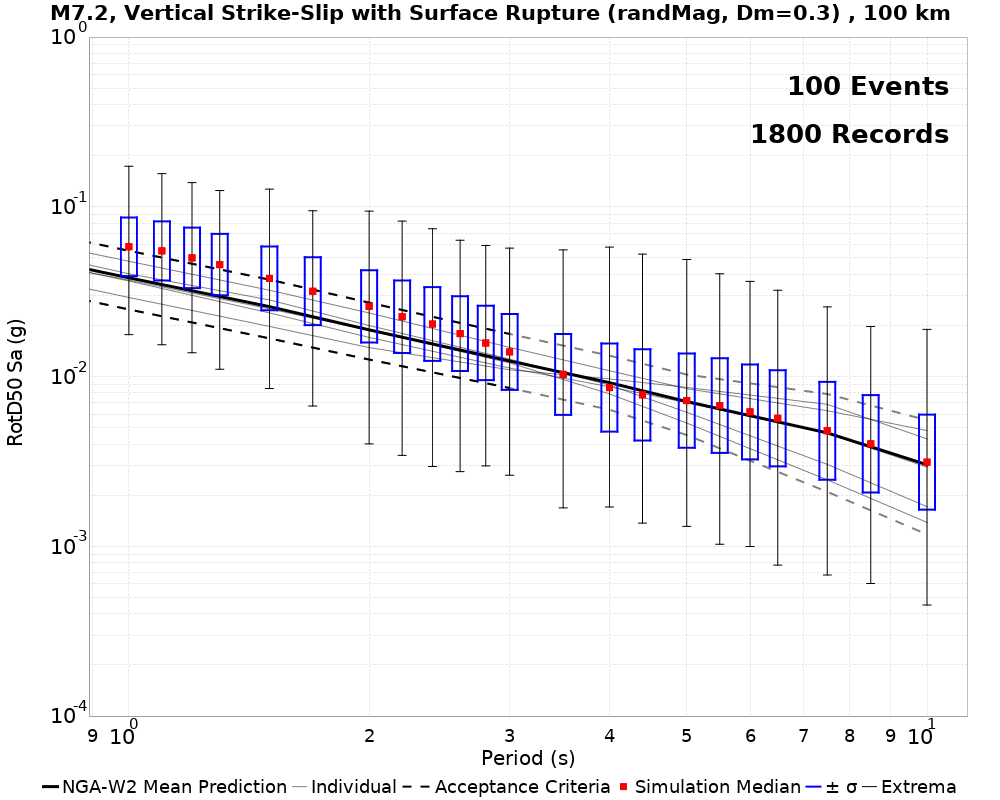 M7.2, Vertical Strike-Slip with Surface Rupture (randMag, Dm=0.3) , 100 km
100 Events
1800 Records
RotD50 Sa (g)
10^0
10^-1
10^-2
10^-3
10^-4
9 10^0 2 3 4 5 6 7 8 9 10^1
Period (s)
NGA-W2 Mean Prediction Individual Acceptance Criteria Simulation Median ± σ Extrema